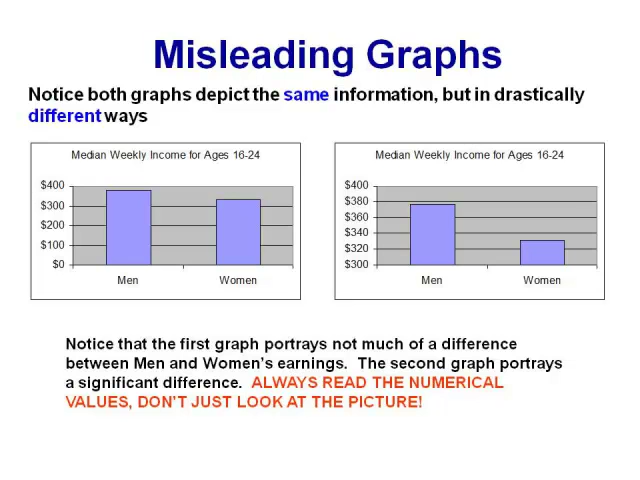 Misleading Graphs
Notice both graphs depict the same information, but in drastically
different ways
Median Weekly Income for Ages 16-24
$400
$300
$200
$100
$0
Men Women
Median Weekly Income for Ages 16-24
$400
$380
$360
$340
$320
$300
Men Women
Notice that the first graph portrays not much of a difference
between Men and Women's earnings. The second graph portrays
a significant difference. ALWAYS READ THE NUMERICAL
VALUES, DON'T JUST LOOK AT THE PICTURE!